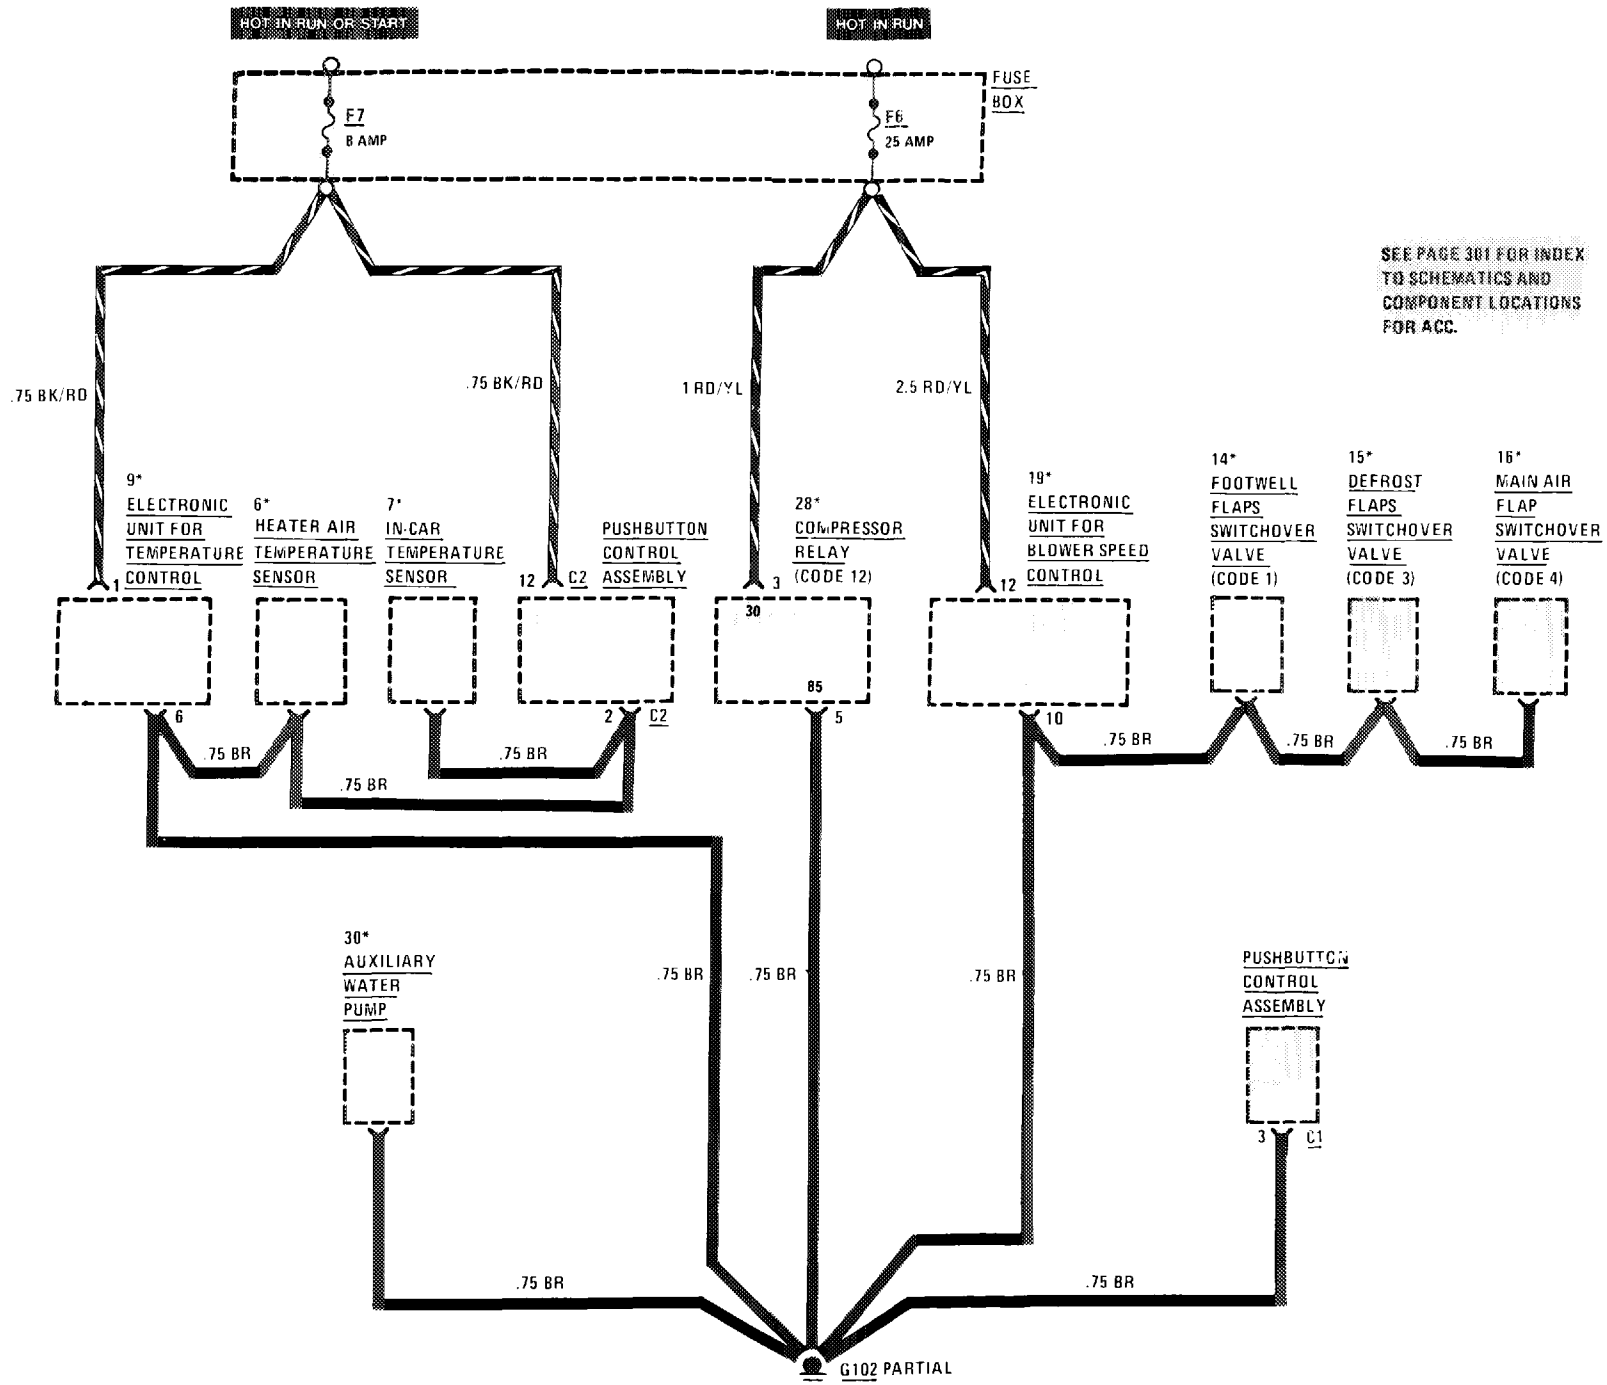 HOT IN RUN OR START
HOT IN RUN
FUSE
BOX
F7
8 AMP
F6
25 AMP
SEE PAGE 301 FOR INDEX
TO SCHEMATICS AND
COMPONENT LOCATIONS
FOR ACC.
.75 BK/RD
.75 BK/RD
1 RD/YL
2.5 RD/YL
9*
ELECTRONIC
UNIT FOR
TEMPERATURE
CONTROL
1
6*
HEATER AIR
TEMPERATURE
SENSOR
7*
IN-CAR
TEMPERATURE
SENSOR
12
C2
PUSHBUTTON
CONTROL
ASSEMBLY
3
28*
COMPRESSOR
RELAY
(CODE 12)
12
19*
ELECTRONIC
UNIT FOR
BLOWER SPEED
CONTROL
14*
FOOTWELL
FLAPS
SWITCHOVER
VALVE
(CODE 1)
15*
DEFROST
FLAPS
SWITCHOVER
VALVE
(CODE 3)
16*
MAIN AIR
FLAP
SWITCHOVER
VALVE
(CODE 4)
30
85
6
2
C2
5
10
.75 BR
.75 BR
.75 BR
.75 BR
.75 BR
.75 BR
.75 BR
.75 BR
.75 BR
30*
AUXILIARY
WATER
PUMP
PUSHBUTTON
CONTROL
ASSEMBLY
3
C1
.75 BR
.75 BR
G102 PARTIAL